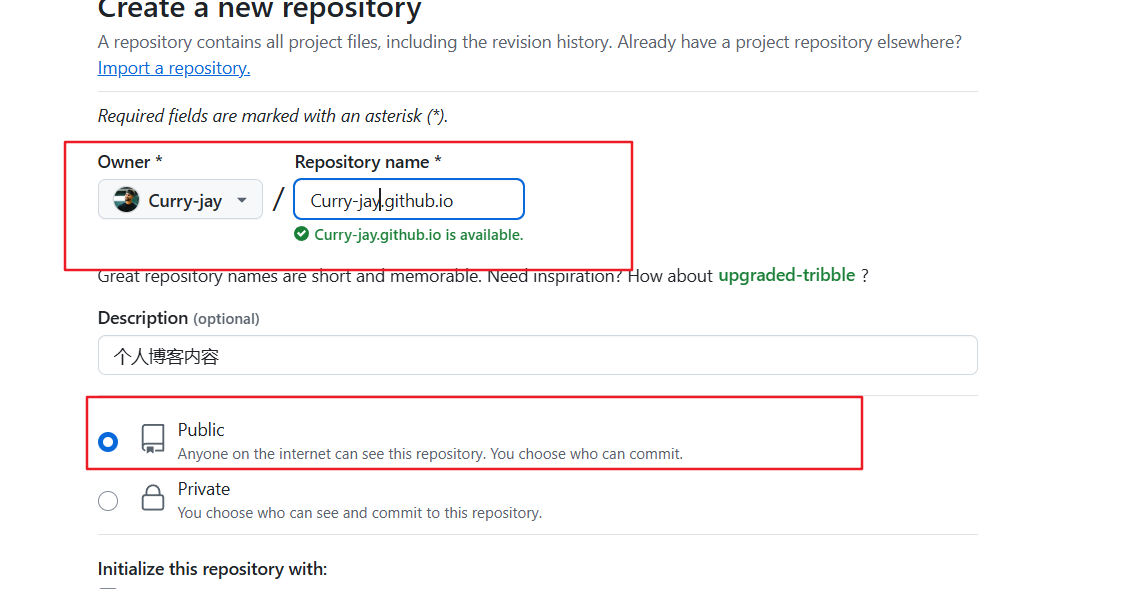 Create a new repository
A repository contains all project files, including the revision history. Already have a project repository elsewhere?
Import a repository.
Required fields are marked with an asterisk (*).
Owner * Repository name *
Curry-jay / Curry-jay.github.io
Curry-jay.github.io is available.
Great repository names are short and memorable. Need inspiration? How about upgraded-tribble ?
Description (optional)
个人博客内容
Public
Anyone on the internet can see this repository. You choose who can commit.
Private
You choose who can see and commit to this repository.
Initialize this repository with: